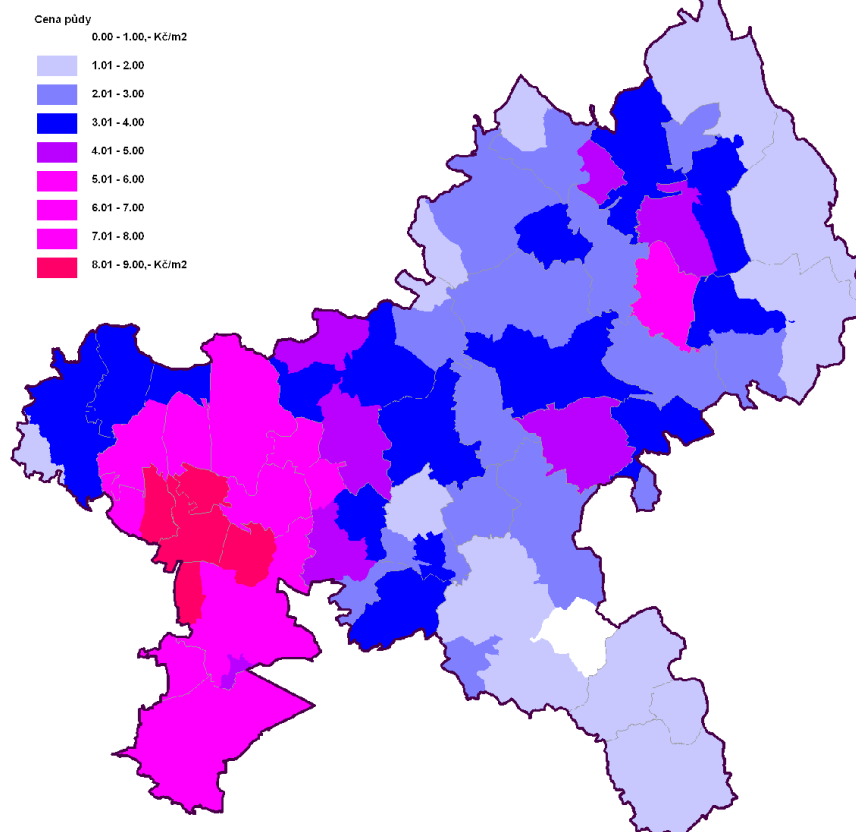 Cena půdy
0.00 - 1.00,- Kč/m2
1.01 - 2.00
2.01 - 3.00
3.01 - 4.00
4.01 - 5.00
5.01 - 6.00
6.01 - 7.00
7.01 - 8.00
8.01 - 9.00,- Kč/m2